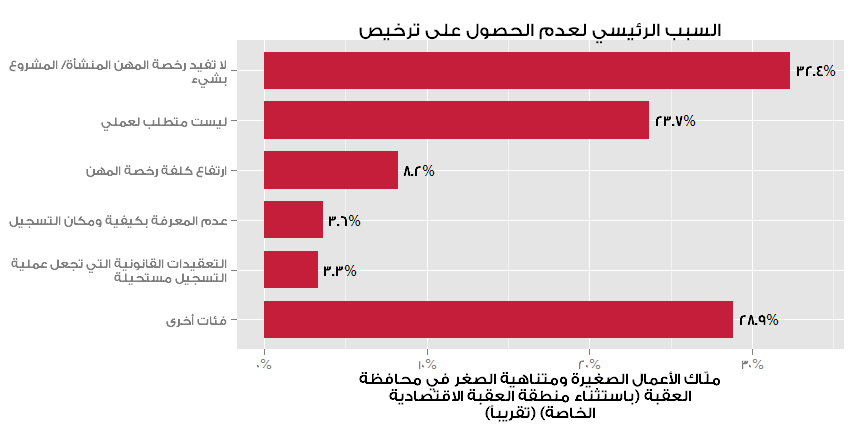 السبب الرئيسي لعدم الحصول على ترخيص
لا تفيد رخصة المهن المنشأة/ المشروع
بشيء
٣٢.٤%
ليست متطلب لعملي
٢٣.٧%
ارتفاع كلفة رخصة المهن
٨.٢%
عدم المعرفة بكيفية ومكان التسجيل
٣.٦%
التعقيدات القانونية التي تجعل عملية
التسجيل مستحيلة
٣.٣%
فئات أخرى
٢٨.٩%
٠% ١٠% ٢٠% ٣٠%
ملّاك الأعمال الصغيرة ومتناهية الصغر في محافظة
العقبة (باستثناء منطقة العقبة الاقتصادية
الخاصة) (تقريباً)